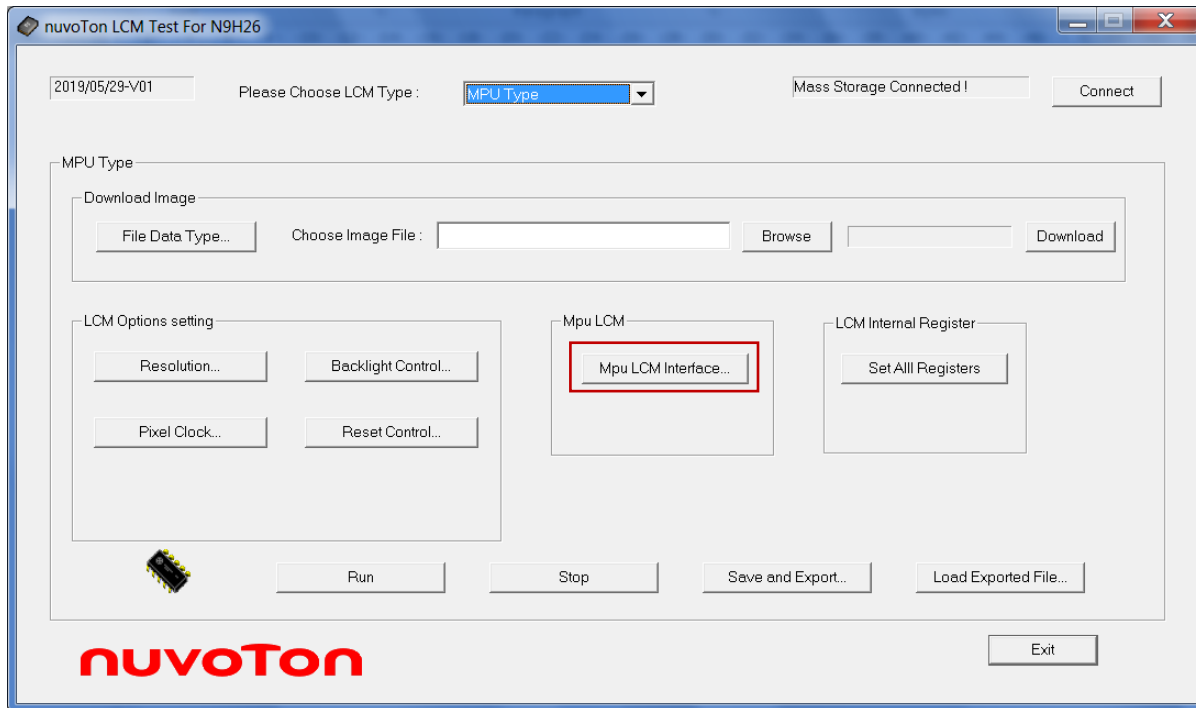 nuvoTon LCM Test For N9H26
2019/05/29-V01 Please Choose LCM Type : MPU Type Mass Storage Connected ! Connect
MPU Type
Download Image
File Data Type... Choose Image File : Browse Download
LCM Options setting Mpu LCM LCM Internal Register
Resolution... Backlight Control... Mpu LCM Interface... Set Alll Registers
Pixel Clock... Reset Control...
Run Stop Save and Export... Load Exported File...
nuvoTon Exit